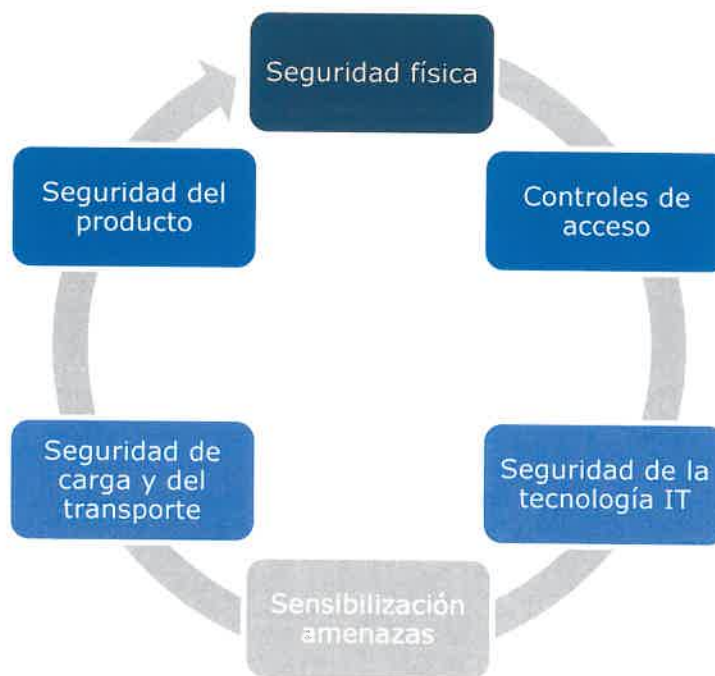 Seguridad física
Controles de
acceso
Seguridad de la
tecnología IT
Sensibilización
amenazas
Seguridad de
carga y del
transporte
Seguridad del
producto